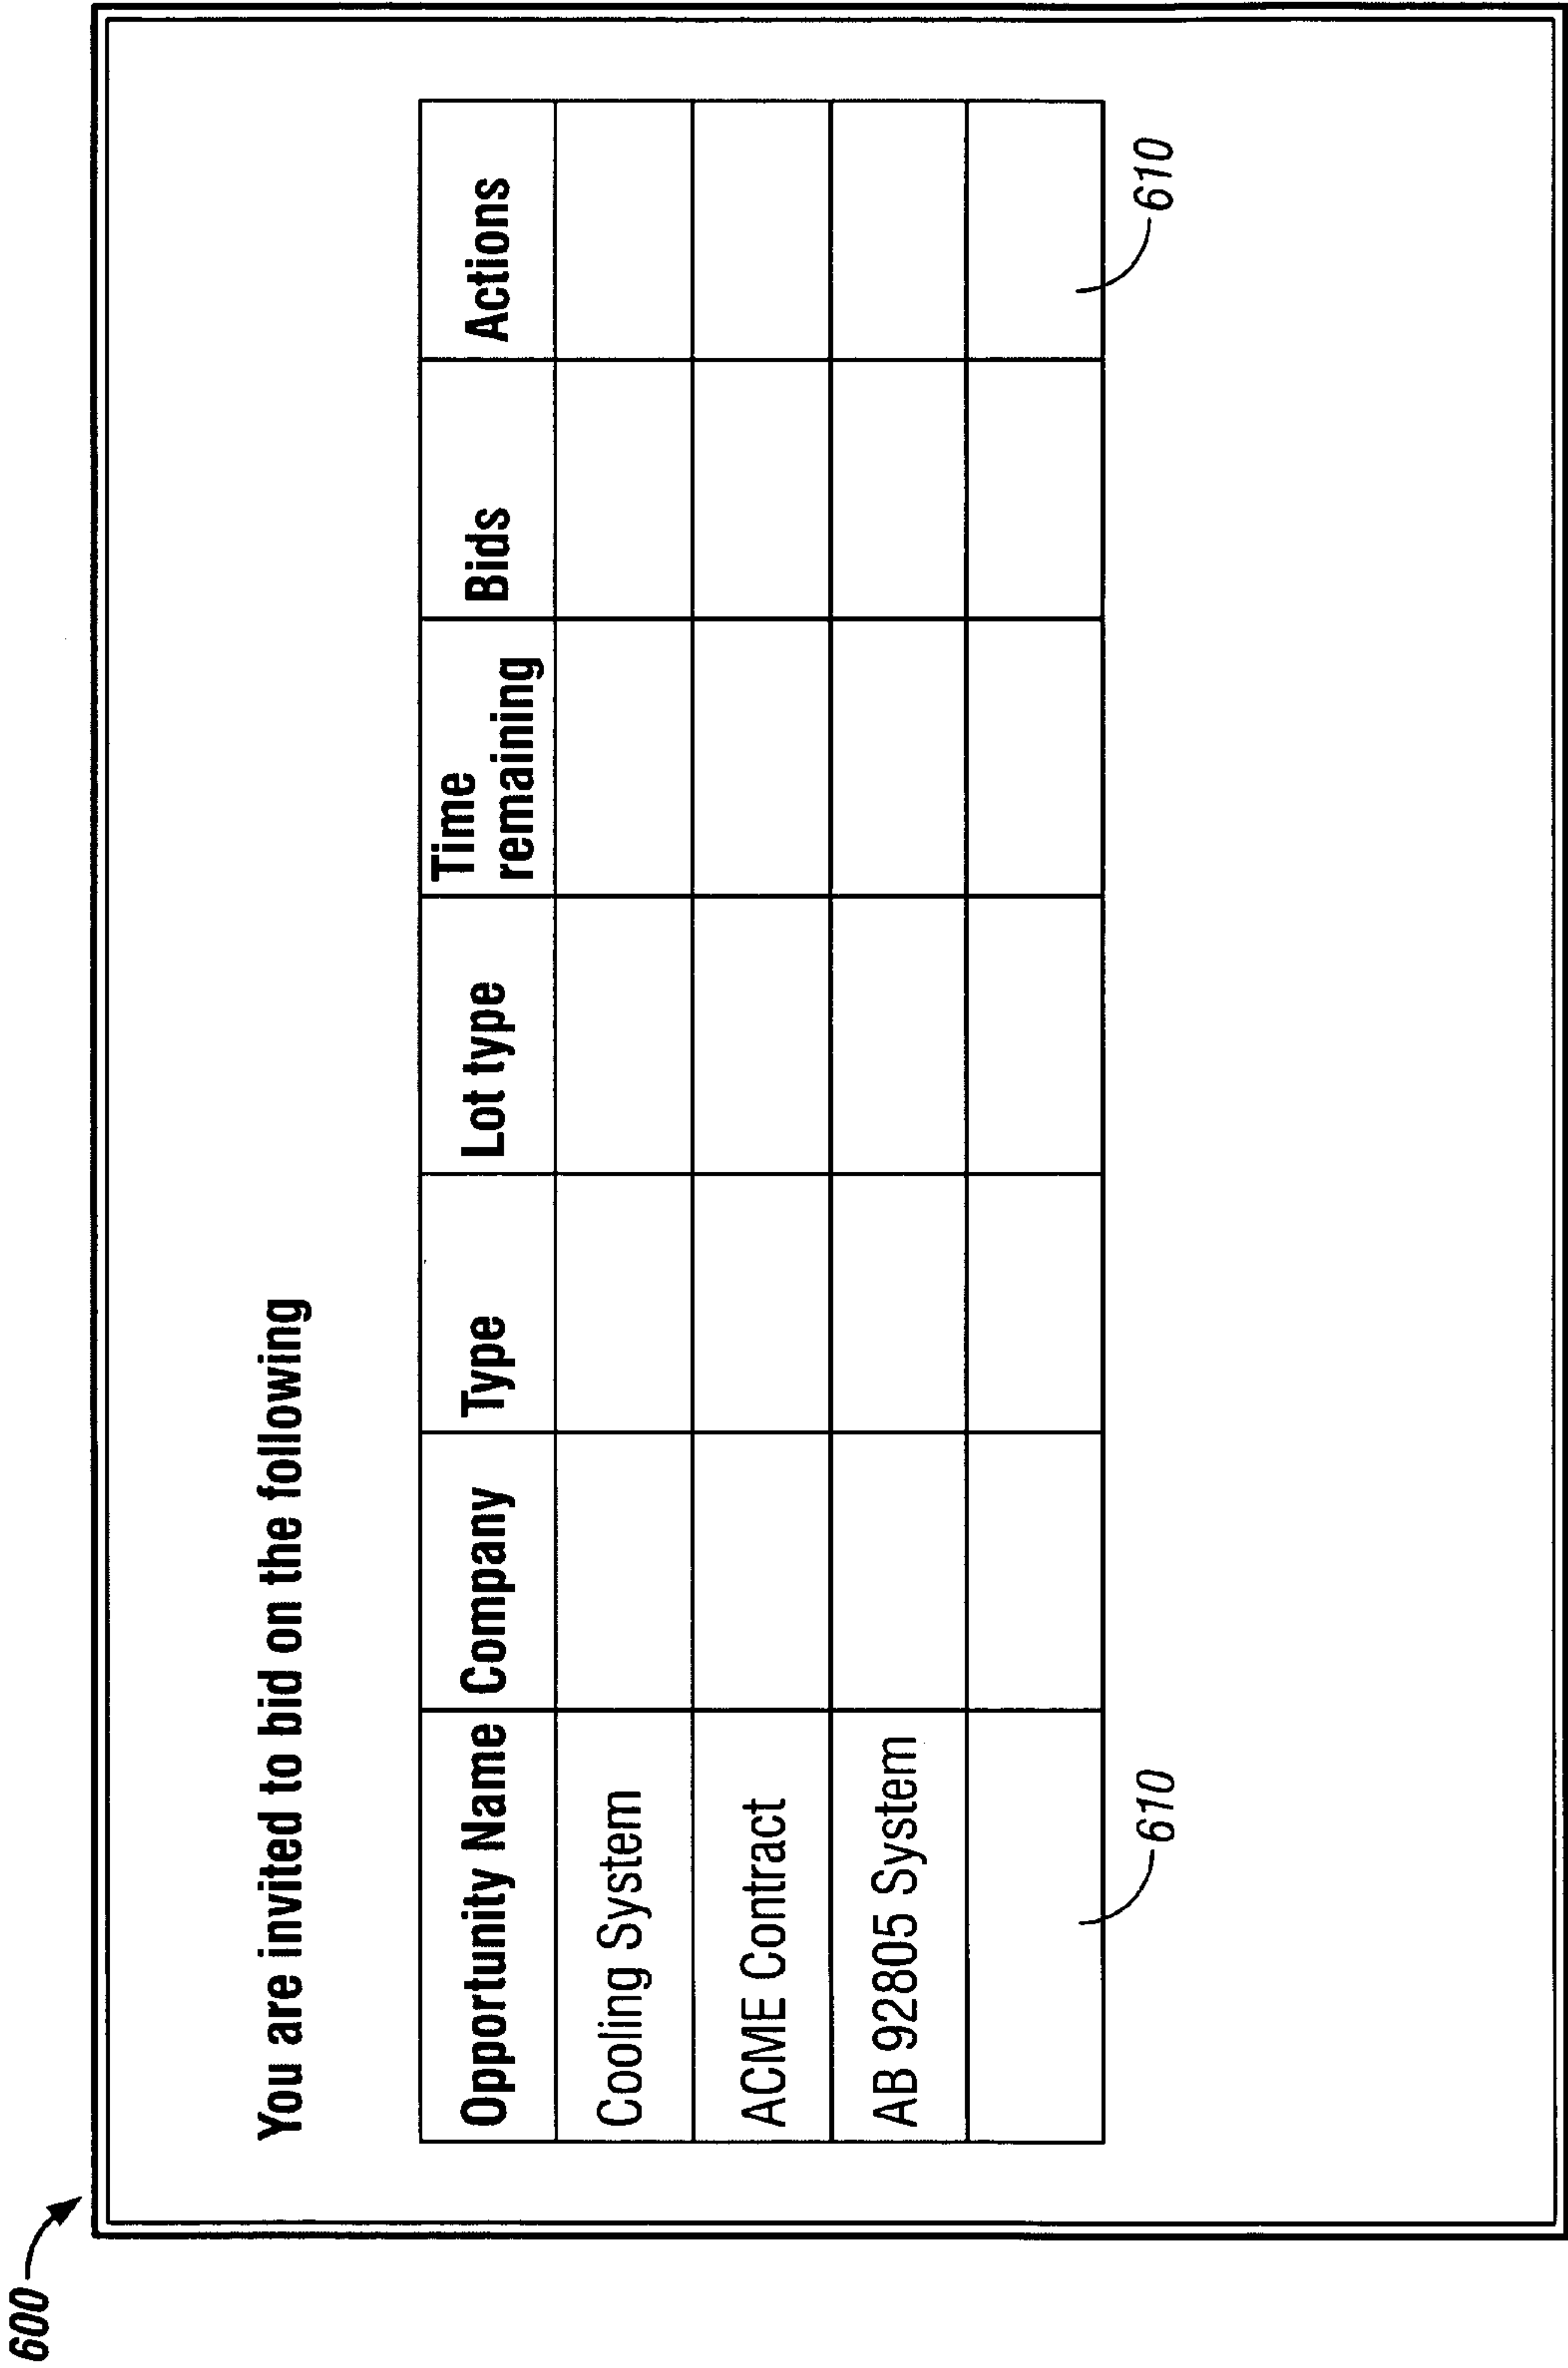 600
You are invited to bid on the following
Opportunity Name Company Type Lot type Time remaining Bids Actions
Cooling System
ACME Contract
AB 92805 System
610 610